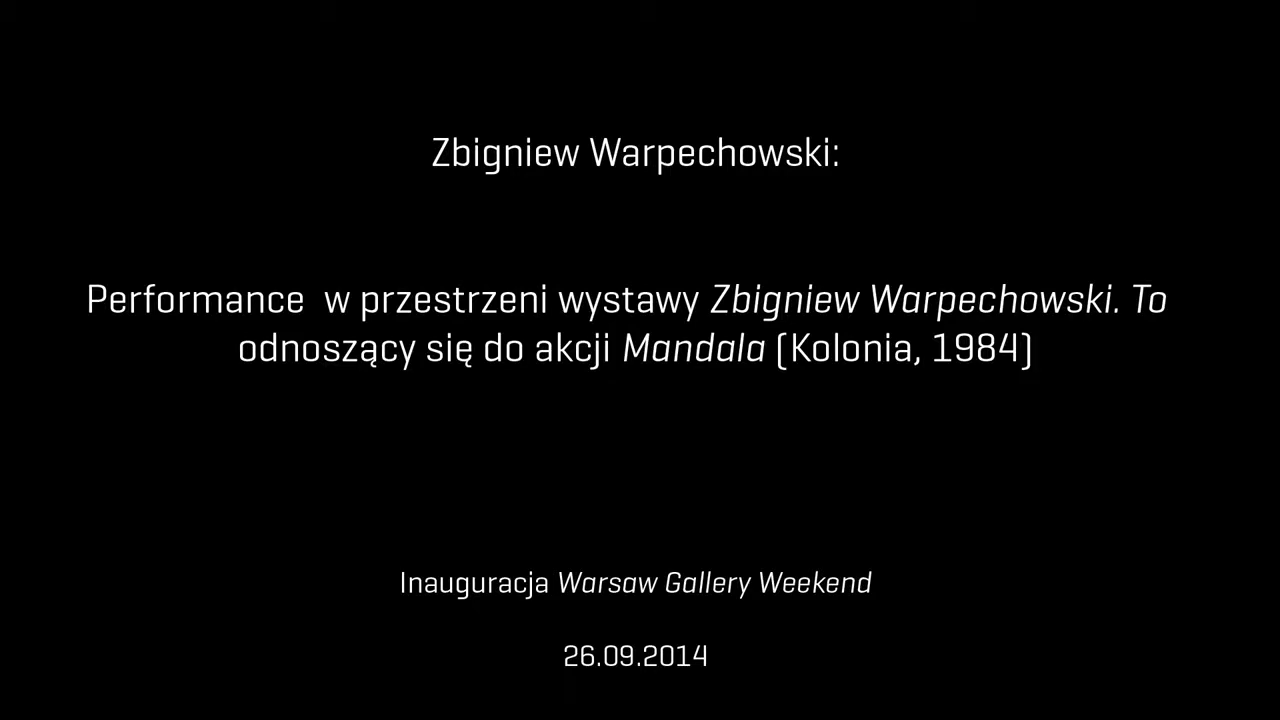 Zbigniew Warpechowski:
Performance w przestrzeni wystawy Zbigniew Warpechowski. To
odnoszący się do akcji Mandala (Kolonia, 1984)
Inauguracja Warsaw Gallery Weekend
26.09.2014